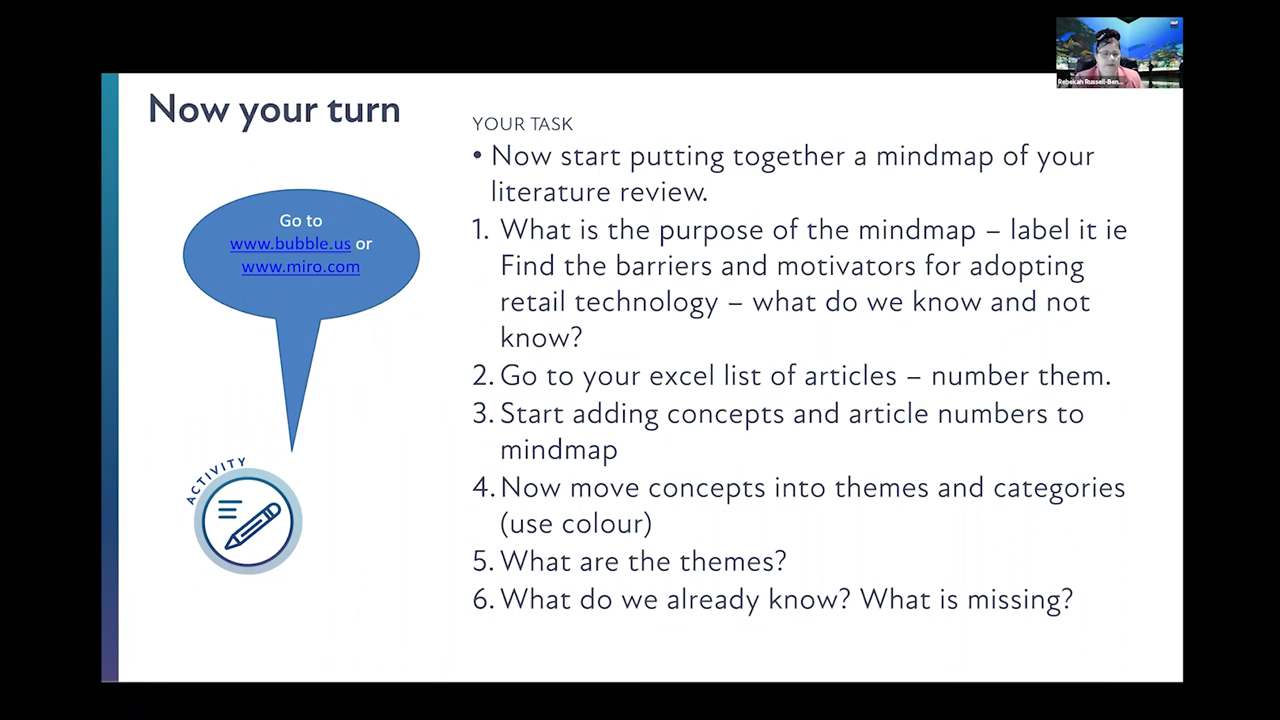 Rebekah Russell-Ben...
Now your turn
Go to
www.bubble.us or
www.miro.com
ACTIVITY
YOUR TASK
• Now start putting together a mindmap of your
literature review.
1. What is the purpose of the mindmap – label it ie
Find the barriers and motivators for adopting
retail technology – what do we know and not
know?
2. Go to your excel list of articles – number them.
3. Start adding concepts and article numbers to
mindmap
4. Now move concepts into themes and categories
(use colour)
5. What are the themes?
6. What do we already know? What is missing?